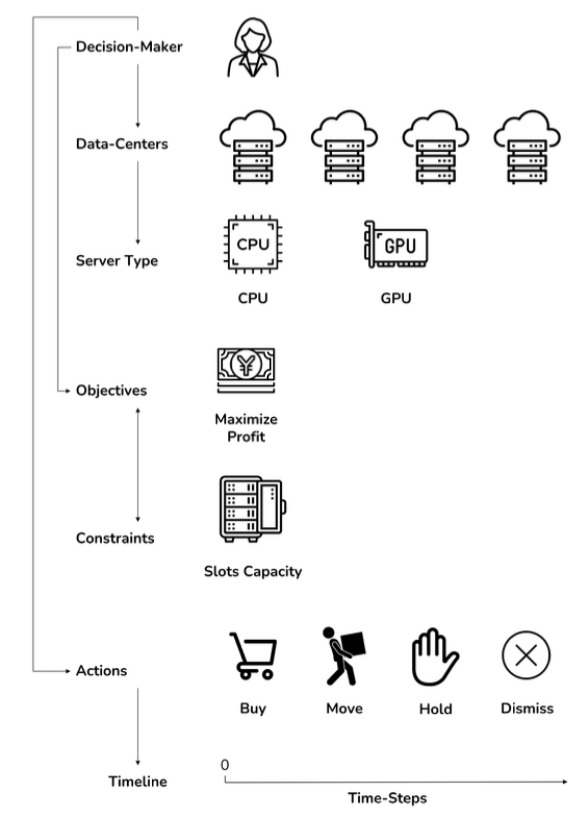 Decision-Maker
Data-Centers
Server Type
CPU
GPU
CPU
GPU
Objectives
¥
Maximize
Profit
Constraints
Slots Capacity
Actions
Buy
Move
Hold
Dismiss
0
Timeline
Time-Steps